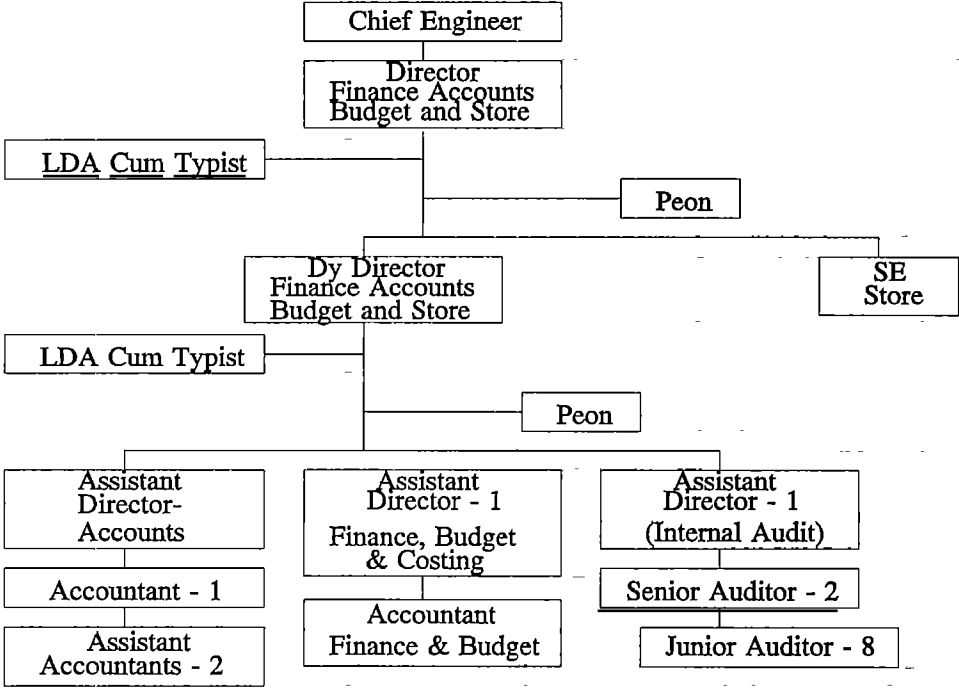 Chief Engineer
Director
Finance Accounts
Budget and Store
LDA Cum Typist
Peon
Dy Director
Finance Accounts
Budget and Store
SE
Store
LDA Cum Typist
Peon
Assistant
Director-
Accounts
Assistant
Director - 1
Finance, Budget
& Costing
Assistant
Director - 1
(Internal Audit)
Accountant - 1
Accountant
Finance & Budget
Senior Auditor - 2
Assistant
Accountants - 2
Junior Auditor - 8